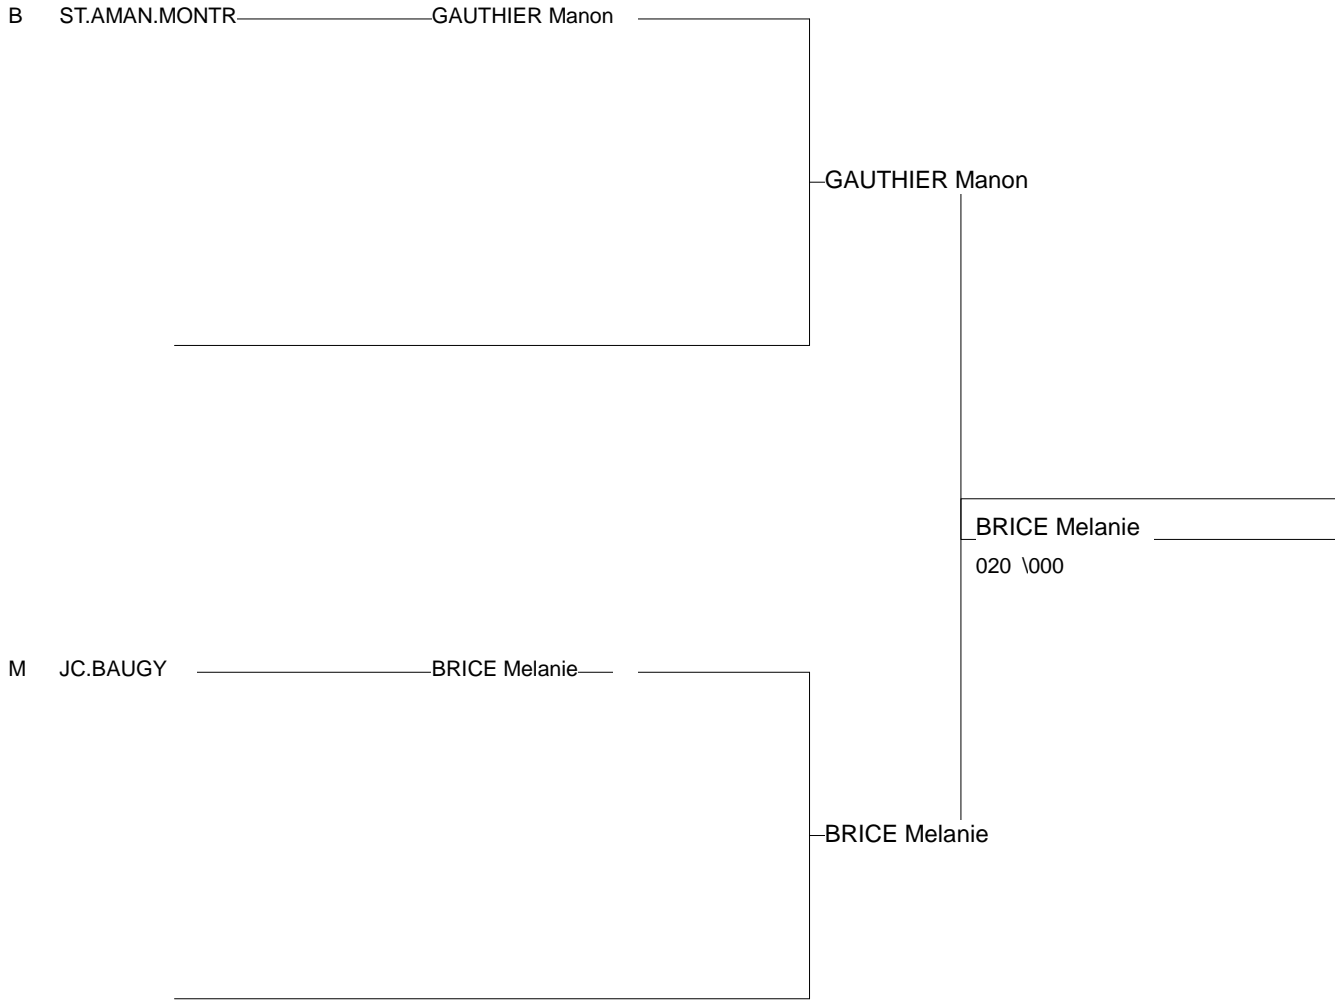 B ST.AMAN.MONTR GAUTHIER Manon
GAUTHIER Manon
BRICE Melanie
020 \000
M JC.BAUGY BRICE Melanie
BRICE Melanie